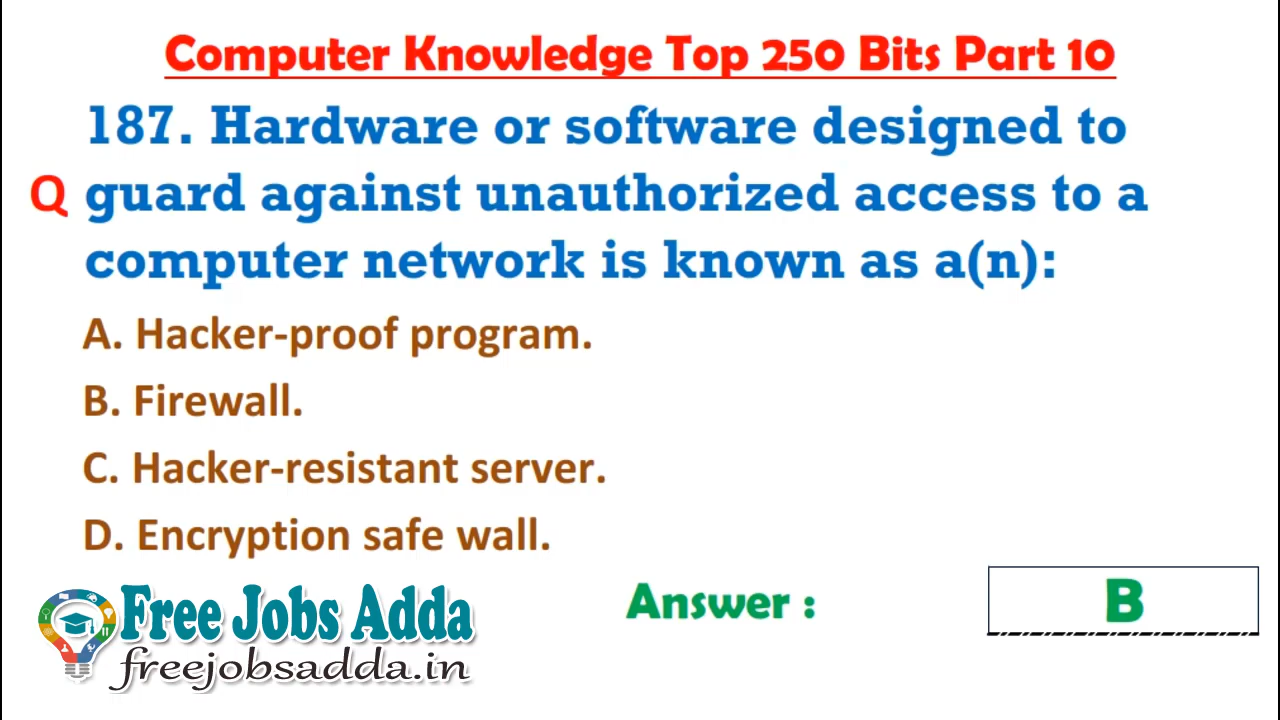 Computer Knowledge Top 250 Bits Part 10
187. Hardware or software designed to
Q guard against unauthorized access to a
computer network is known as a(n):
A. Hacker-proof program.
B. Firewall.
C. Hacker-resistant server.
D. Encryption safe wall.
Answer : B
Free Jobs Adda
freejobsadda.in